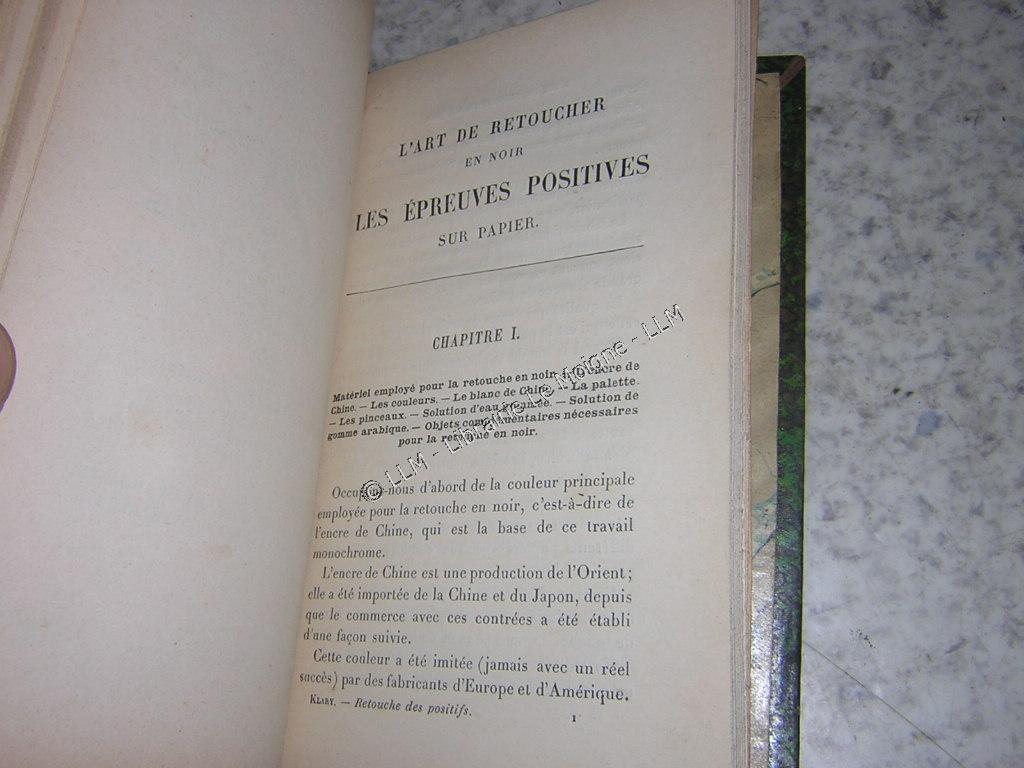 L'ART DE RETOUCHER
EN NOIR
LES ÉPREUVES POSITIVES
SUR PAPIER.
CHAPITRE I.
Matériel employé pour la retouche en noir. — L'encre de
Chine. — Les couleurs. — Le blanc de Chine. — La palette.
— Les pinceaux. — Solution d'eau gommée. — Solution de
gomme arabique. — Objets complémentaires nécessaires
pour la retouche en noir.
Occupons-nous d'abord de la couleur principale
employée pour la retouche en noir, c'est-à-dire de
l'encre de Chine, qui est la base de ce travail
monochrome.
L'encre de Chine est une production de l'Orient ;
elle a été importée de la Chine et du Japon, depuis
que le commerce avec ces contrées a été établi
d'une façon suivie.
Cette couleur a été imitée (jamais avec un réel
succès) par des fabricants d'Europe et d'Amérique.
KLARY. — Retouche des positifs.
1
© LLM - Librairie Le Moigne - LLM